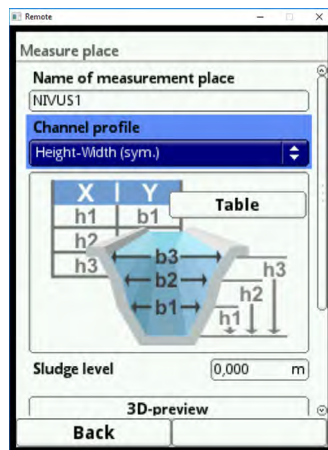 Remote
Measure place
Name of measurement place
NIVUS1
Channel profile
Height-Width (sym.)
X Y
h1 b1
Table
h2
h3
b3
b2
b1
h3
h2
h1
Sludge level 0,000 m
3D-preview
Back